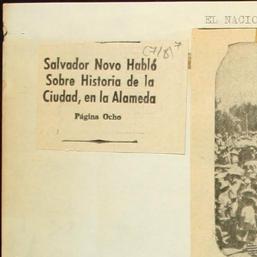 EL NACIO
Salvador Novo Habló
Sobre Historia de la
Ciudad, en la Alameda
Página Ocho